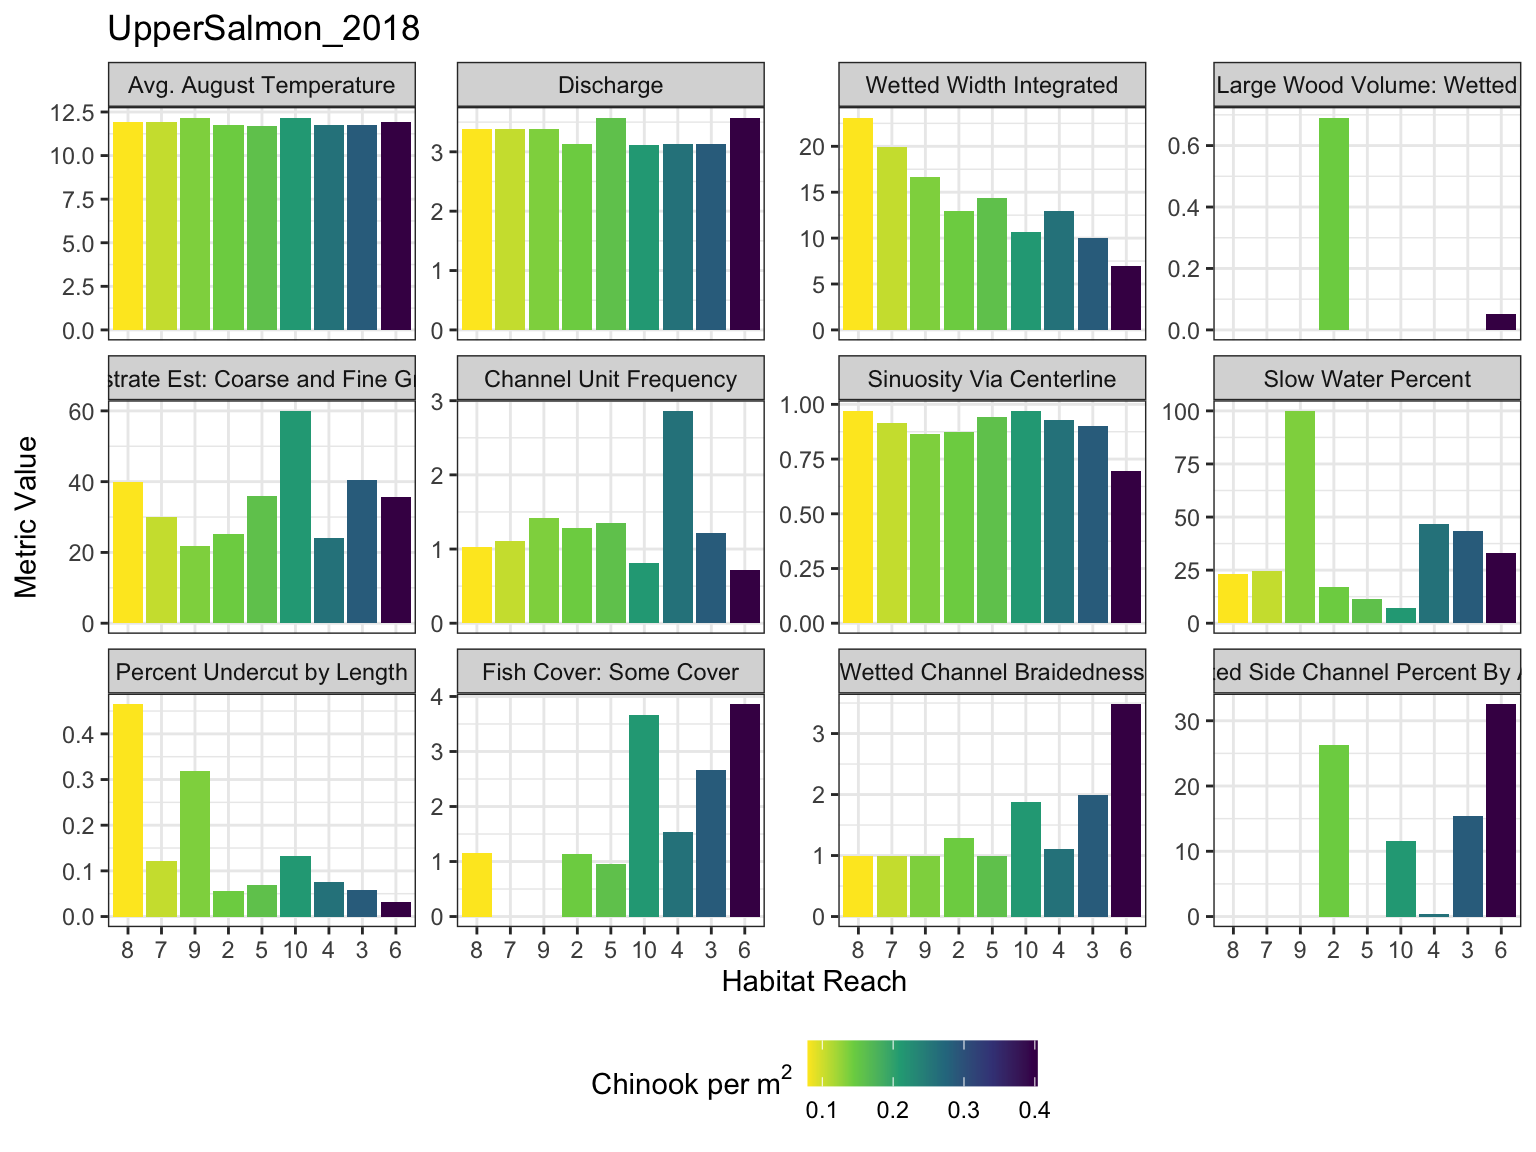 UpperSalmon_2018
Avg. August Temperature
Discharge
Wetted Width Integrated
Large Wood Volume: Wetted
12.5
10.0
7.5
5.0
2.5
0.0
3
2
1
0
20
15
10
5
0
0.6
0.4
0.2
0.0
strate Est: Coarse and Fine Gr
Channel Unit Frequency
Sinuosity Via Centerline
Slow Water Percent
60
40
20
0
3
2
1
0
1.00
0.75
0.50
0.25
0.00
100
75
50
25
0
Percent Undercut by Length
Fish Cover: Some Cover
Wetted Channel Braidedness
ted Side Channel Percent By A
0.4
0.3
0.2
0.1
0.0
4
3
2
1
0
3
2
1
0
30
20
10
0
8 7 9 2 5 10 4 3 6
8 7 9 2 5 10 4 3 6
8 7 9 2 5 10 4 3 6
8 7 9 2 5 10 4 3 6
Metric Value
Habitat Reach
Chinook per m²
0.1 0.2 0.3 0.4